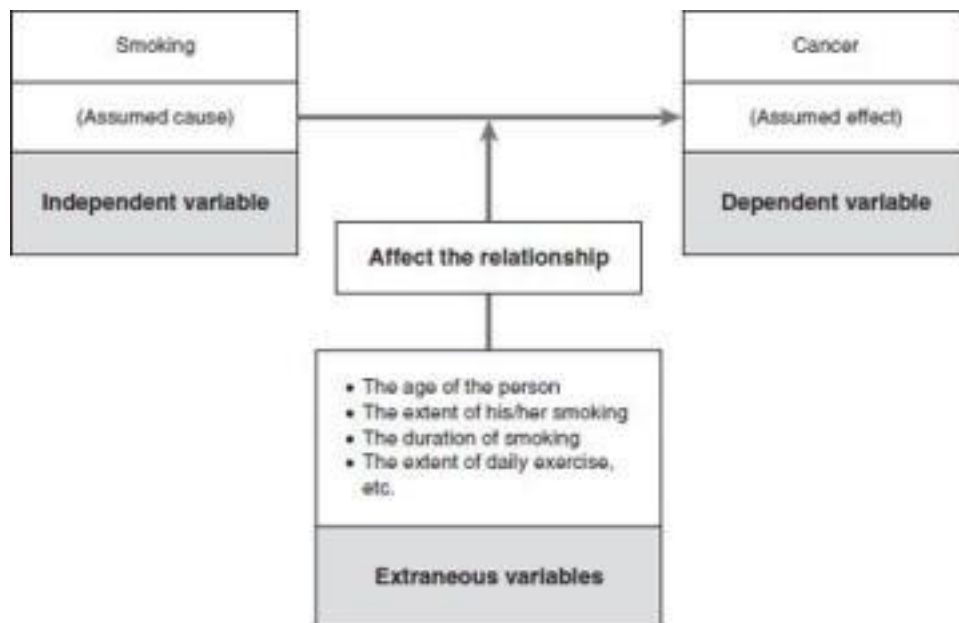 Smoking
(Assumed cause)
Independent variable
Cancer
(Assumed effect)
Dependent variable
Affect the relationship
• The age of the person
• The extent of his/her smoking
• The duration of smoking
• The extent of daily exercise,
etc.
Extraneous variables